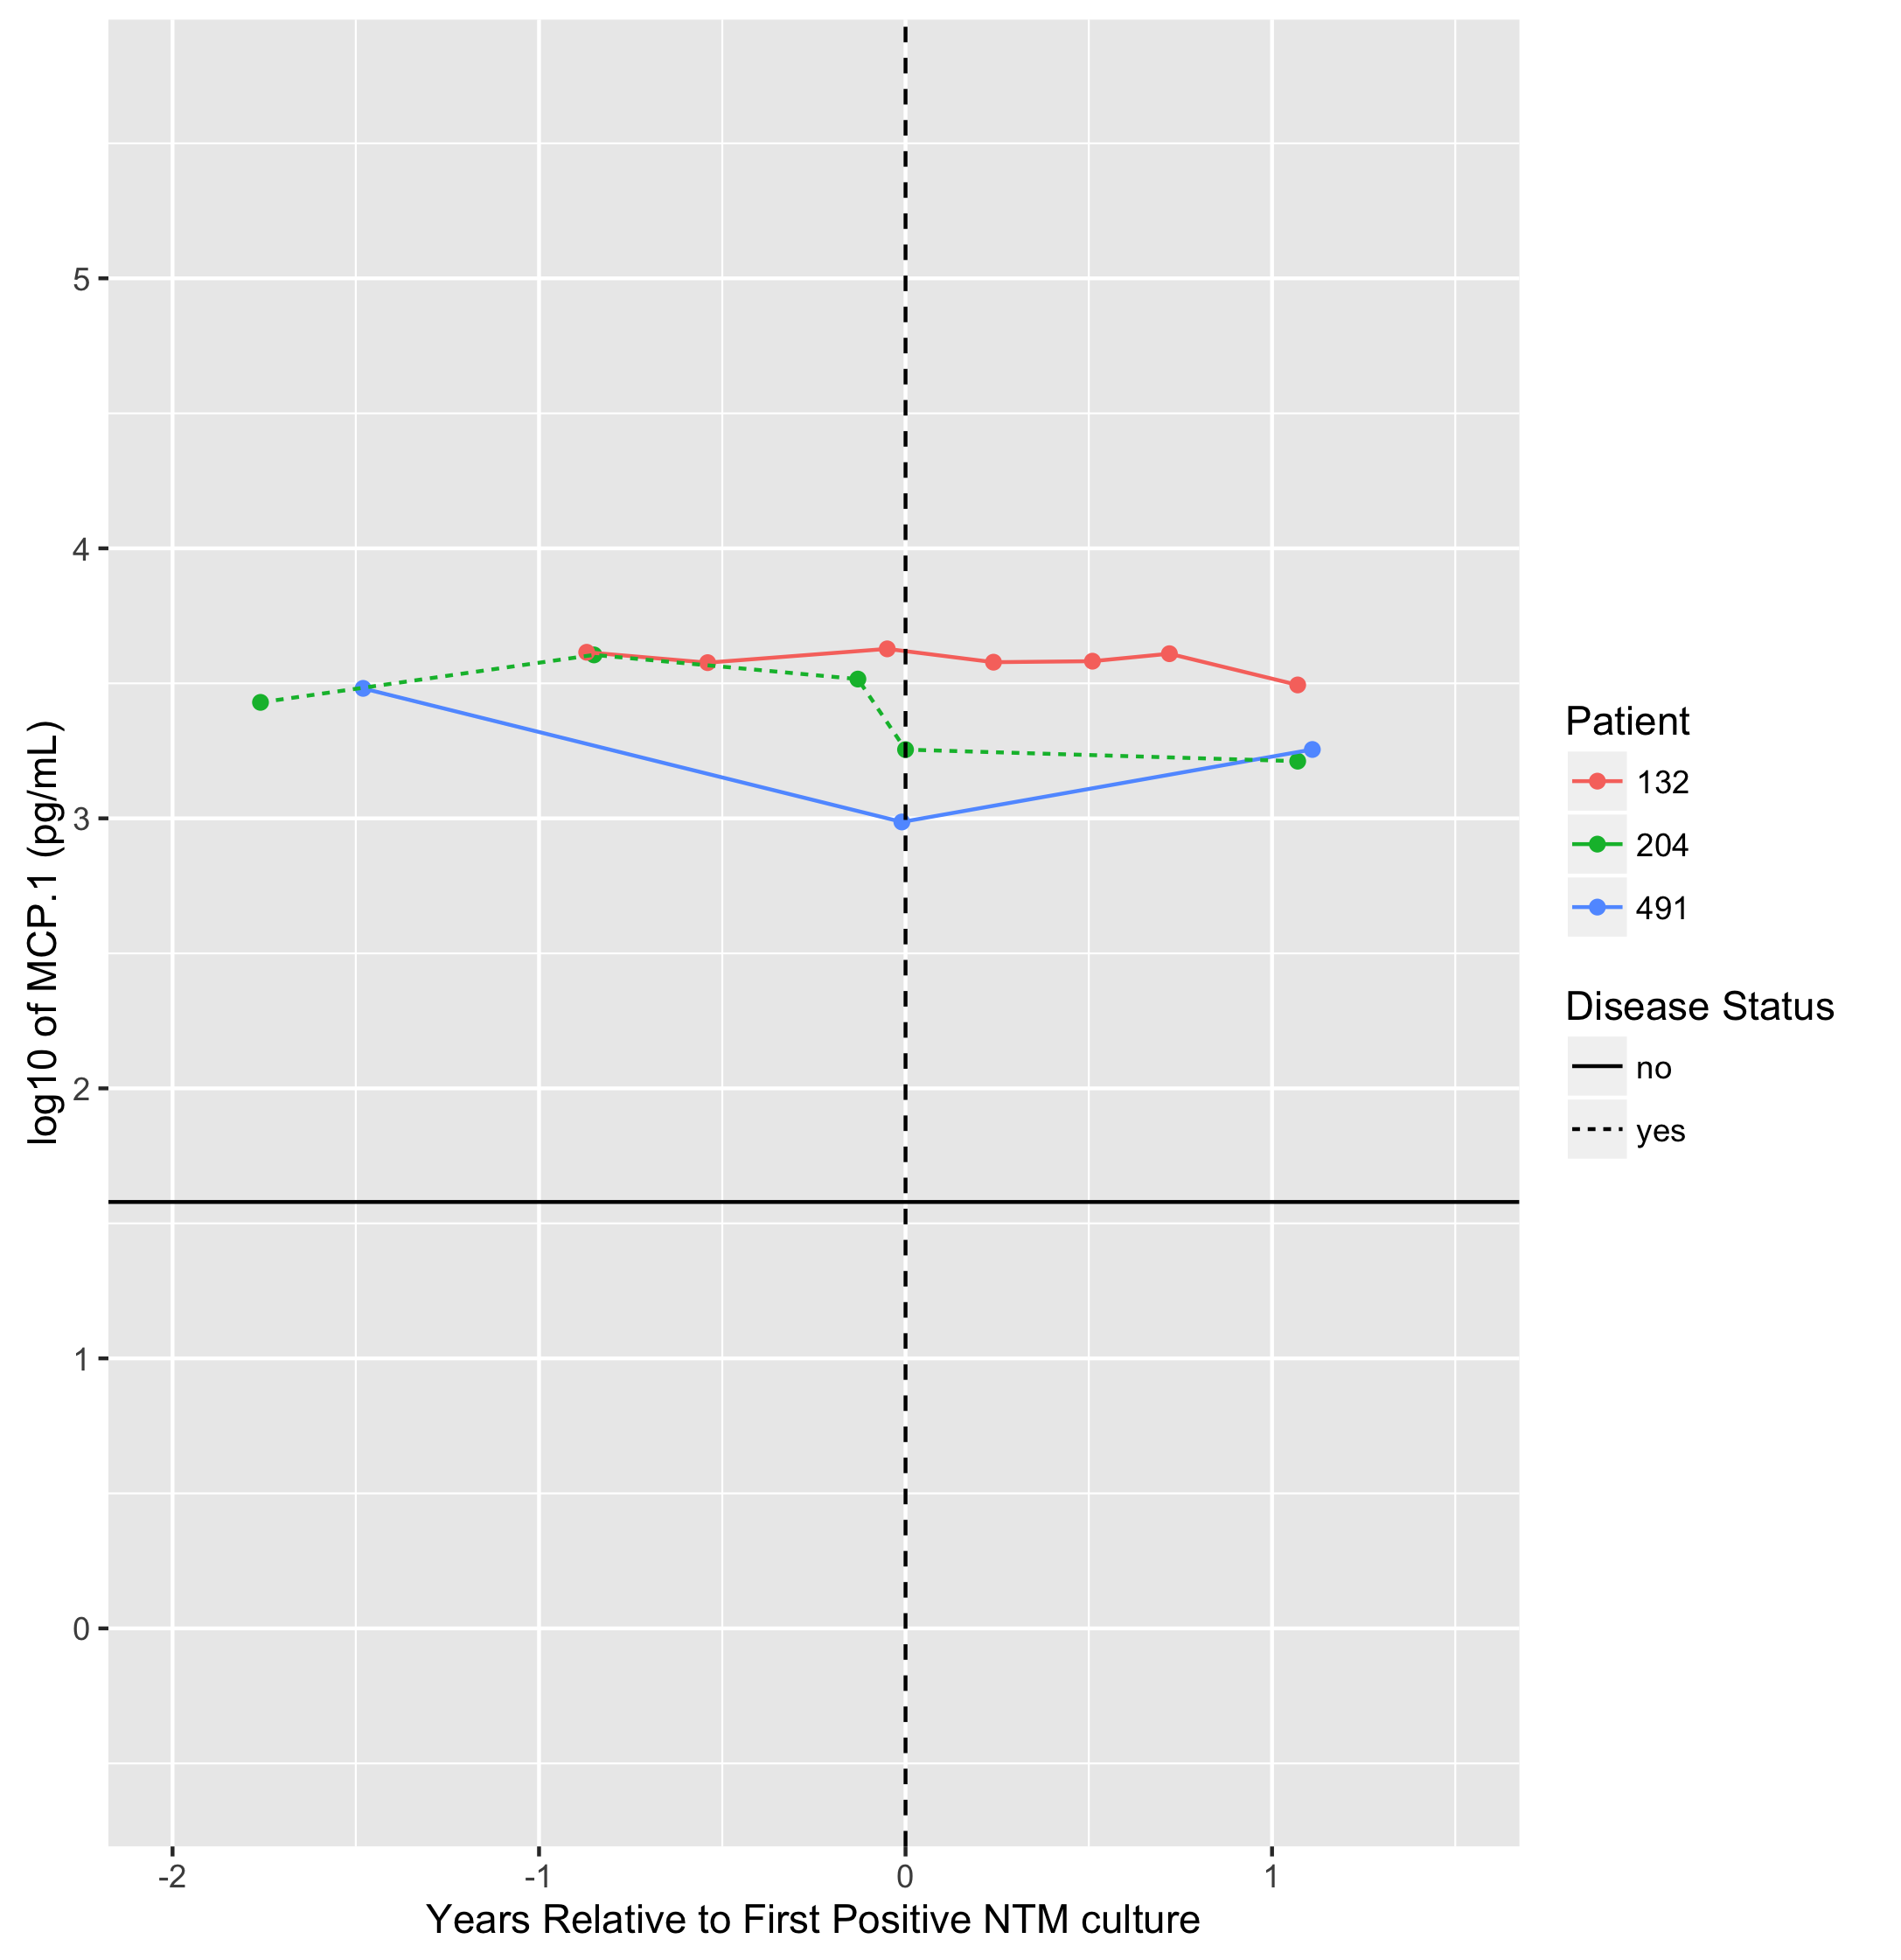 log10 of MCP.1 (pg/mL)
5
4
3
2
1
0
-2
-1
0
1
Years Relative to First Positive NTM culture
Patient
132
204
491
Disease Status
no
yes